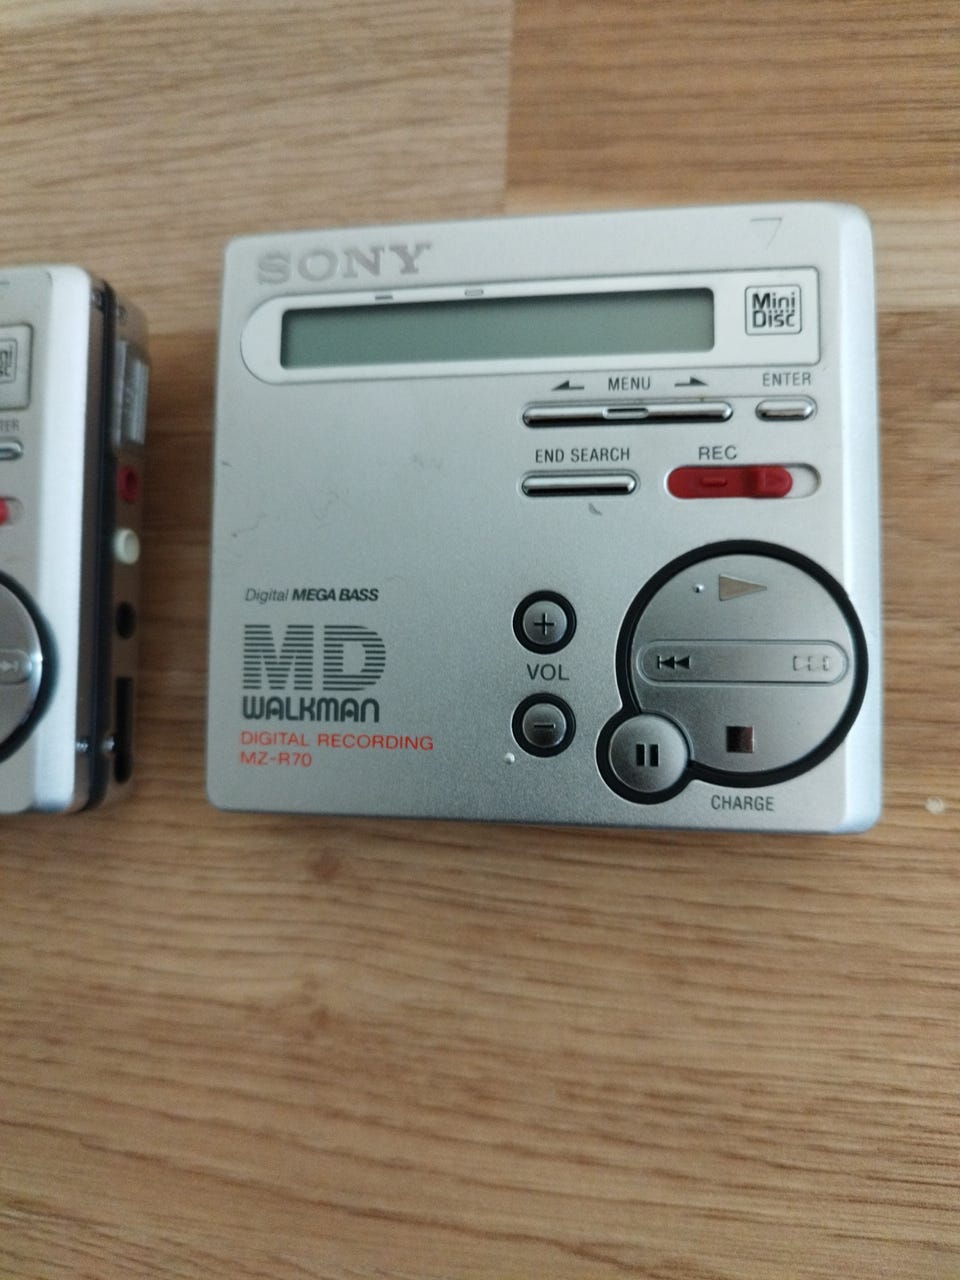 SONY
Mini
Disc
MENU
ENTER
END SEARCH
REC
Digital MEGA BASS
MD
WALKMAN
DIGITAL RECORDING
MZ-R70
VOL
CHARGE